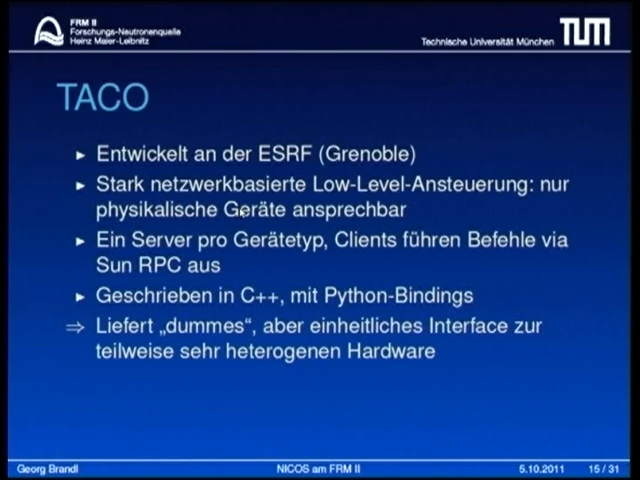 FRM II
Forschungs-Neutronenquelle
Heinz Maier-Leibnitz
Technische Universität München
TUM
TACO
▸ Entwickelt an der ESRF (Grenoble)
▸ Stark netzwerkbasierte Low-Level-Ansteuerung: nur
physikalische Geräte ansprechbar
▸ Ein Server pro Gerätetyp, Clients führen Befehle via
Sun RPC aus
▸ Geschrieben in C++, mit Python-Bindings
⇒ Liefert „dummes“, aber einheitliches Interface zur
teilweise sehr heterogenen Hardware
Georg Brandl
NICOS am FRM II
5.10.2011
15 / 31